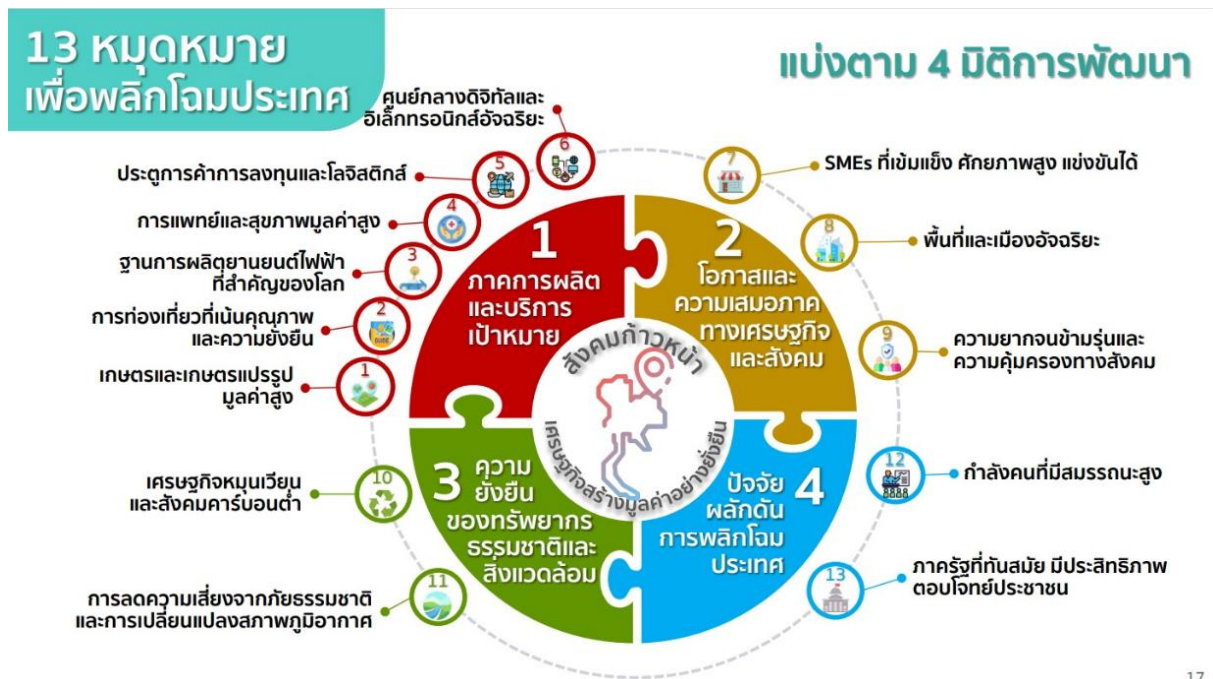 13 หมุดหมาย
เพื่อพลิกโฉมประเทศ
แบ่งตาม 4 มิติการพัฒนา
ศูนย์กลางดิจิทัลและ
อิเล็กทรอนิกส์อัจฉริยะ
6
ประตูการค้าการลงทุนและโลจิสติกส์
5
การแพทย์และสุขภาพมูลค่าสูง
4
ฐานการผลิตยานยนต์ไฟฟ้า
ที่สำคัญของโลก
3
การท่องเที่ยวที่เน้นคุณภาพ
และความยั่งยืน
2
เกษตรและเกษตรแปรรูป
มูลค่าสูง
1
1
ภาคการผลิต
และบริการ
เป้าหมาย
2
โอกาสและ
ความเสมอภาค
ทางเศรษฐกิจ
และสังคม
7
SMEs ที่เข้มแข็ง ศักยภาพสูง แข่งขันได้
8
พื้นที่และเมืองอัจฉริยะ
9
ความยากจนข้ามรุ่นและ
ความคุ้มครองทางสังคม
สังคมก้าวหน้า
เศรษฐกิจสร้างมูลค่าอย่างยั่งยืน
3 ความ
ยั่งยืน
ของทรัพยากร
ธรรมชาติและ
สิ่งแวดล้อม
10
เศรษฐกิจหมุนเวียน
และสังคมคาร์บอนต่ำ
11
การลดความเสี่ยงจากภัยธรรมชาติ
และการเปลี่ยนแปลงสภาพภูมิอากาศ
ปัจจัย 4
ผลักดัน
การพลิกโฉม
ประเทศ
12
กำลังคนที่มีสมรรถนะสูง
13
ภาครัฐที่ทันสมัย มีประสิทธิภาพ
ตอบโจทย์ประชาชน
17